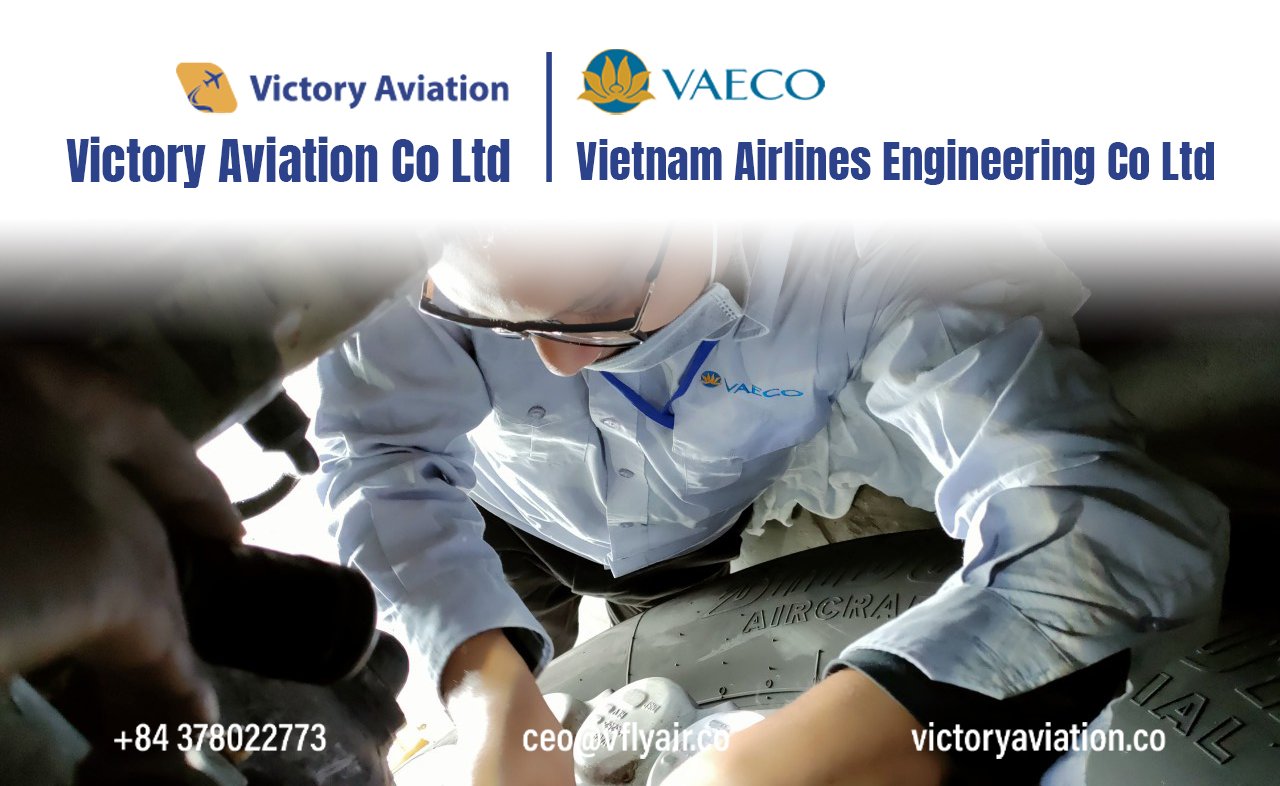 Victory Aviation
VAECO
Victory Aviation Co Ltd
Vietnam Airlines Engineering Co Ltd
VAECO
AIRCRA
IAL
+84 378022773
ceo@vflyair.co
victoryaviation.co